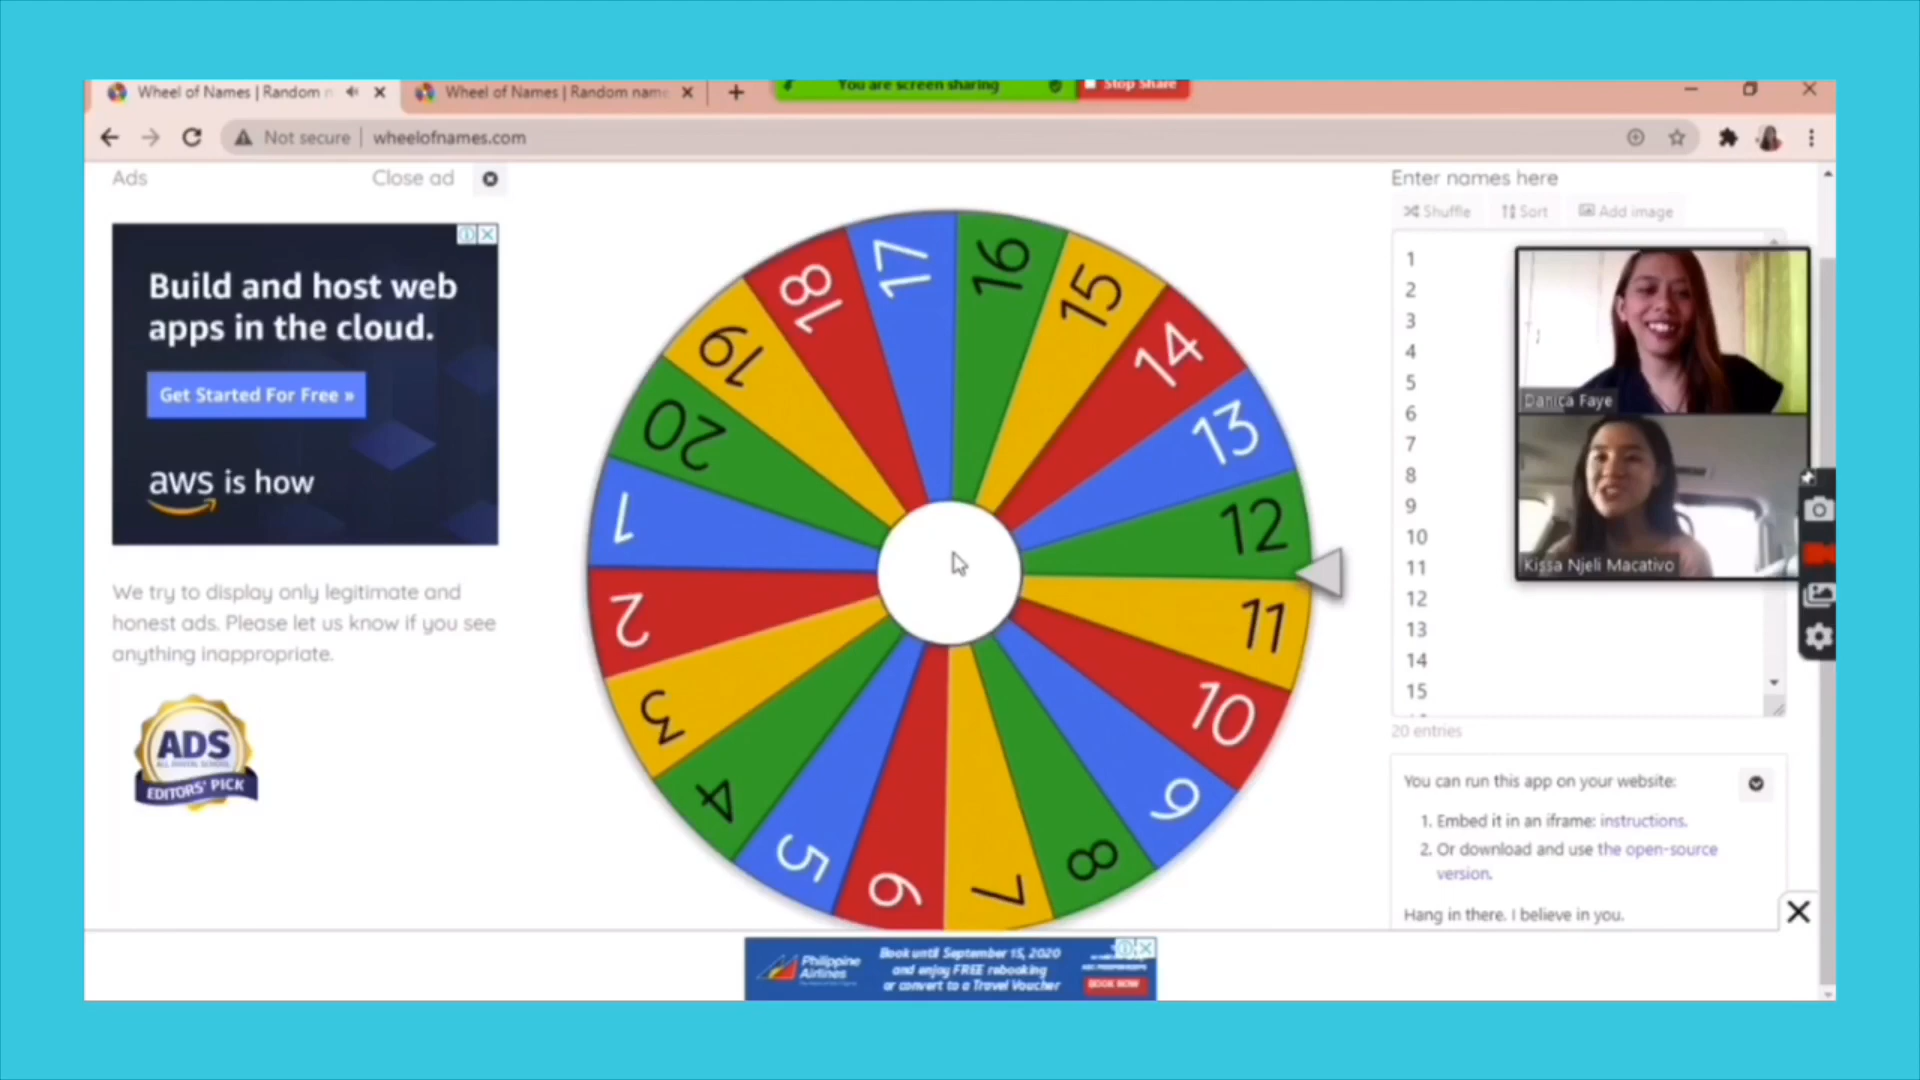 Wheel of Names | Random n
Wheel of Names | Random name
You are screen sharing
Stop Share
Not secure
wheelofnames.com
Ads
Close ad
Build and host web
apps in the cloud.
Get Started For Free »
aws is how
We try to display only legitimate and
honest ads. Please let us know if you see
anything inappropriate.
ADS
ALL DIGITAL SCHOOL
EDITORS' PICK
16
15
14
13
12
11
10
9
8
7
6
5
4
3
2
1
20
19
18
17
Enter names here
Shuffle
Sort
Add image
1
2
3
4
5
6
7
8
9
10
11
12
13
14
15
Danica Faye
Kissa Njeli Macativo
20 entries
You can run this app on your website:
1. Embed it in an iframe: instructions.
2. Or download and use the open-source
version.
Hang in there. I believe in you.
Philippine
Airlines
Book until September 15, 2020
and enjoy FREE rebooking
or convert to a Travel Voucher
BOOK NOW